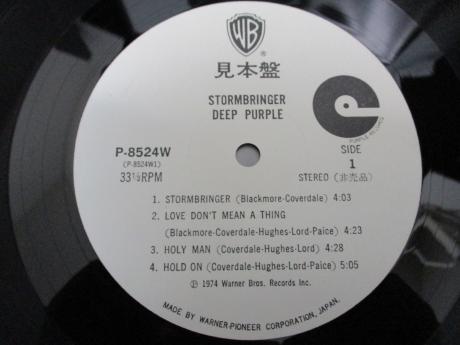 WB
®
見本盤
STORMBRINGER
DEEP PURPLE
PURPLE RECORDS
P-8524W
(P-8524W1)
33⅓RPM
SIDE
1
STEREO (非売品)
1. STORMBRINGER (Blackmore-Coverdale) 4:03
2. LOVE DON'T MEAN A THING
(Blackmore-Coverdale-Hughes-Lord-Paice) 4:23
3. HOLY MAN (Coverdale-Hughes-Lord) 4:28
4. HOLD ON (Coverdale-Hughes-Lord-Paice) 5:05
℗ 1974 Warner Bros. Records Inc.
MADE BY WARNER-PIONEER CORPORATION, JAPAN.